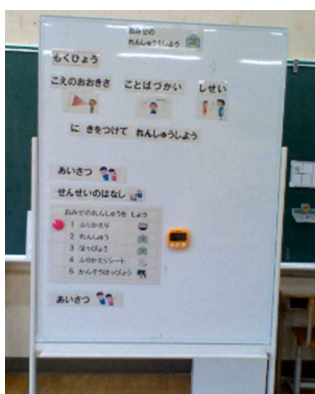 おみせの
れんしゅうをしよう
もくひょう
こえのおおきさ ことばづかい しせい
に きをつけて れんしゅうしよう
あいさつ
せんせいのはなし
おみせのれんしゅうを しよう
1 ふりかえり
2 れんしゅう
3 はっぴょう
4 ふりかえりシート
5 かんそうはっぴょう
あいさつ